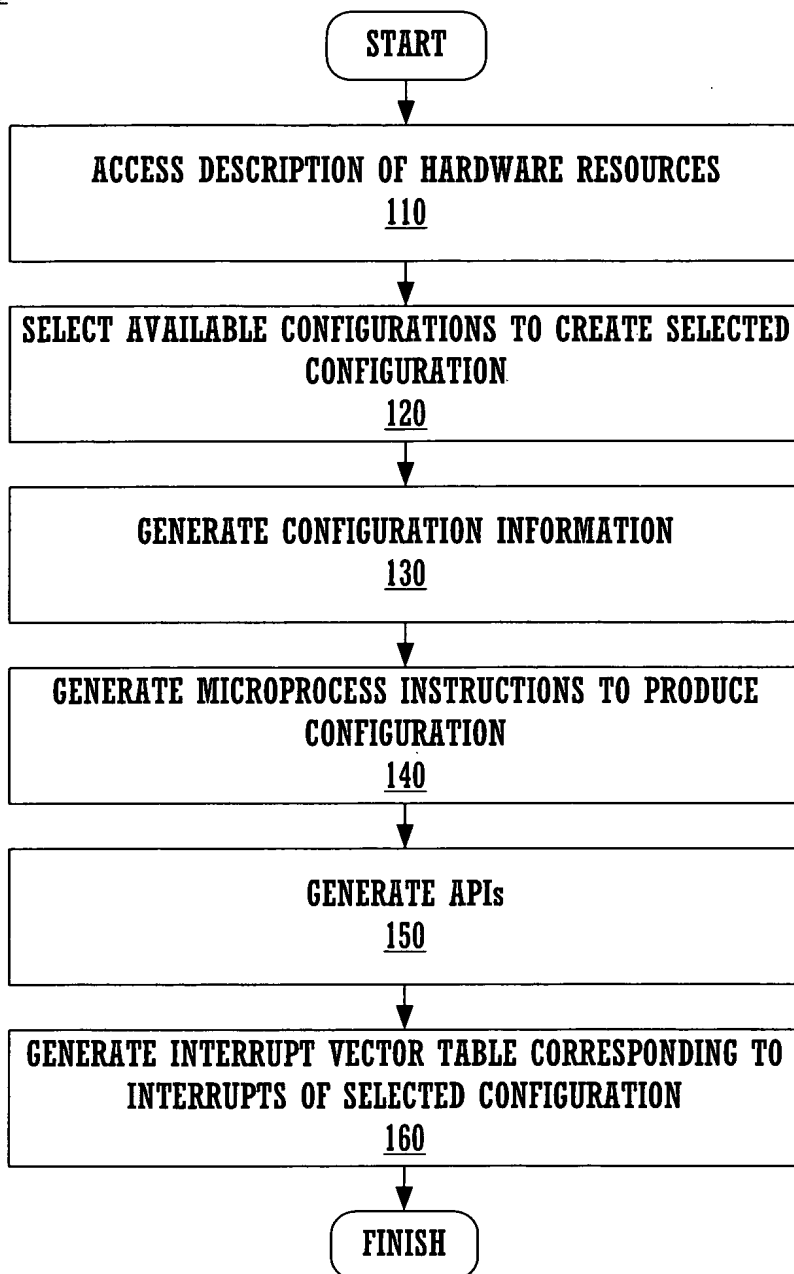 START
ACCESS DESCRIPTION OF HARDWARE RESOURCES
110
SELECT AVAILABLE CONFIGURATIONS TO CREATE SELECTED
CONFIGURATION
120
GENERATE CONFIGURATION INFORMATION
130
GENERATE MICROPROCESS INSTRUCTIONS TO PRODUCE
CONFIGURATION
140
GENERATE APIs
150
GENERATE INTERRUPT VECTOR TABLE CORRESPONDING TO
INTERRUPTS OF SELECTED CONFIGURATION
160
FINISH